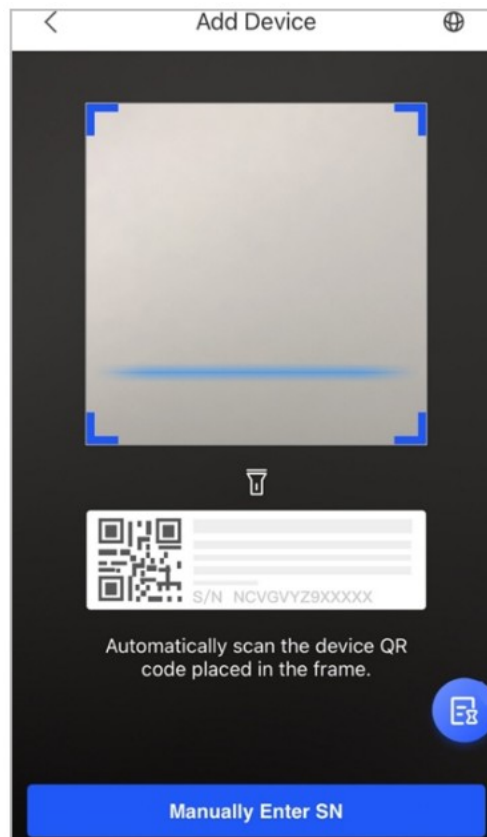 Add Device
S/N NCVGVYZ9XXXXX
Automatically scan the device QR
code placed in the frame.
Manually Enter SN